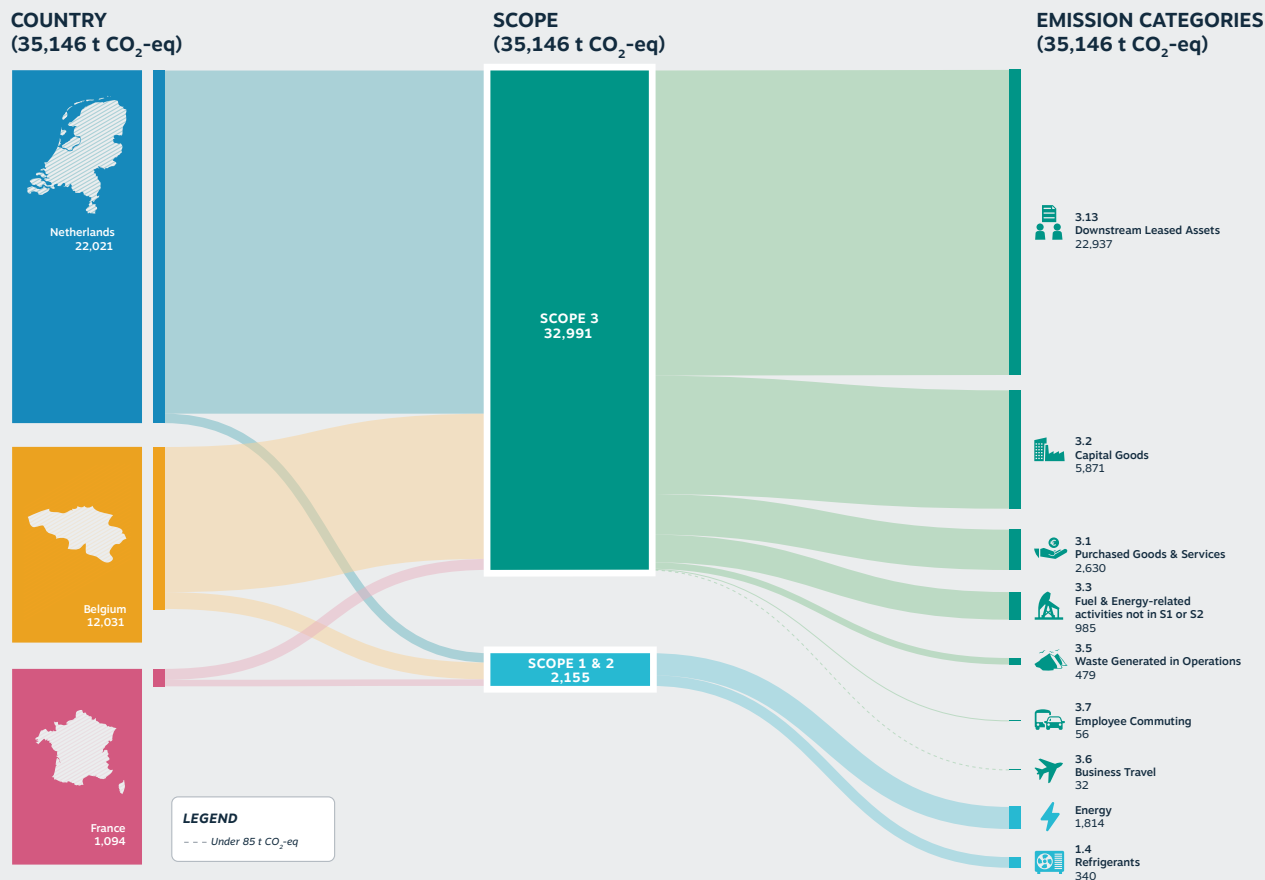 COUNTRY
(35,146 t CO2-eq)
SCOPE
(35,146 t CO2-eq)
EMISSION CATEGORIES
(35,146 t CO2-eq)
Netherlands
22,021
Belgium
12,031
France
1,094
LEGEND
--- Under 85 t CO2-eq
SCOPE 3
32,991
SCOPE 1 & 2
2,155
3.13
Downstream Leased Assets
22,937
3.2
Capital Goods
5,871
3.1
Purchased Goods & Services
2,630
3.3
Fuel & Energy-related
activities not in S1 or S2
985
3.5
Waste Generated in Operations
479
3.7
Employee Commuting
56
3.6
Business Travel
32
Energy
1,814
1.4
Refrigerants
340